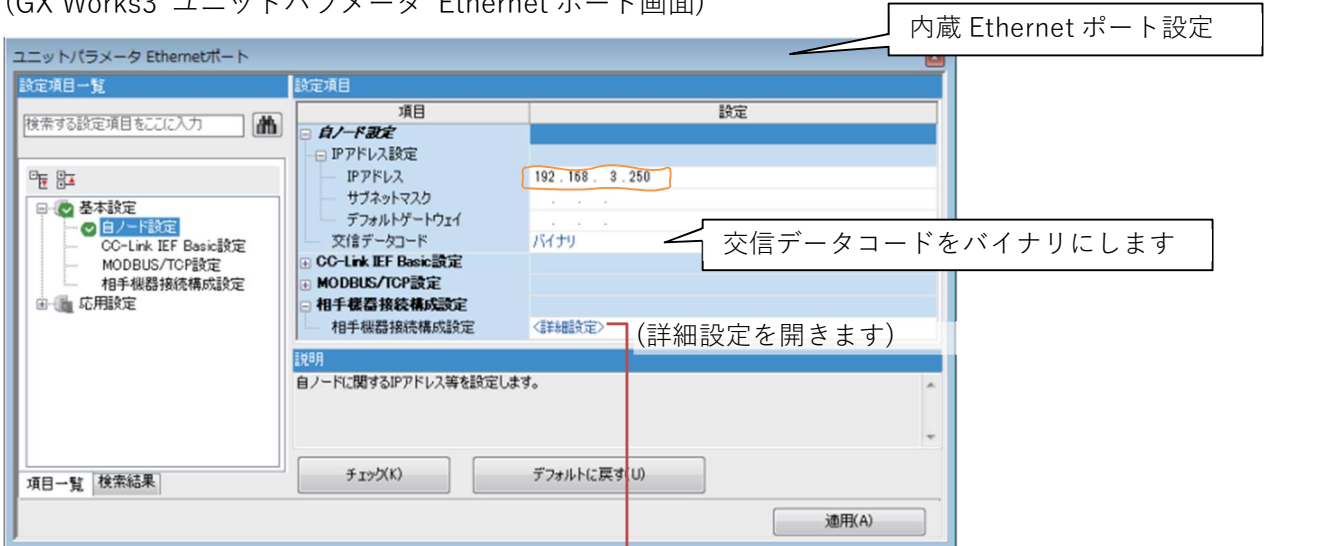 (GX Works3 ユニットパラメータ Ethernet ポート画面)
内蔵 Ethernet ポート設定
ユニットパラメータ Ethernetポート
設定項目一覧
設定項目
検索する設定項目をここに入力
項目
設定
自ノード設定
IPアドレス設定
IPアドレス
192 . 168 . 3 . 250
サブネットマスク
. . .
デフォルトゲートウェイ
. . .
交信データコード
バイナリ
交信データコードをバイナリにします
CC-Link IEF Basic設定
MODBUS/TCP設定
相手機器接続構成設定
相手機器接続構成設定
<詳細設定>
(詳細設定を開きます)
基本設定
自ノード設定
CC-Link IEF Basic設定
MODBUS/TCP設定
相手機器接続構成設定
応用設定
説明
自ノードに関するIPアドレス等を設定します。
項目一覧
検索結果
チェック(K)
デフォルトに戻す(U)
適用(A)